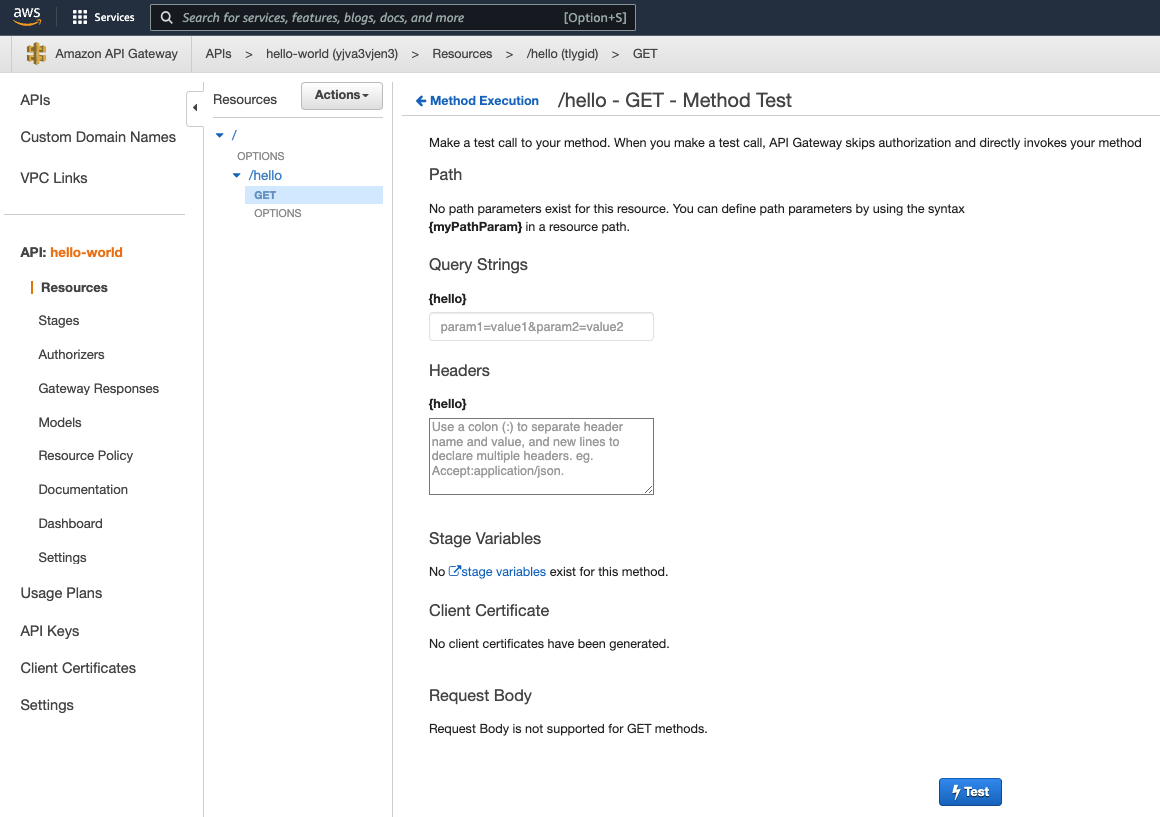 aws
Services
Search for services, features, blogs, docs, and more
[Option+S]
Amazon API Gateway
APIs > hello-world (yjva3vjen3) > Resources > /hello (tlygid) > GET
APIs
Custom Domain Names
VPC Links
API: hello-world
Resources
Stages
Authorizers
Gateway Responses
Models
Resource Policy
Documentation
Dashboard
Settings
Usage Plans
API Keys
Client Certificates
Settings
Resources
Actions
/
OPTIONS
/hello
GET
OPTIONS
Method Execution
/hello - GET - Method Test
Make a test call to your method. When you make a test call, API Gateway skips authorization and directly invokes your method
Path
No path parameters exist for this resource. You can define path parameters by using the syntax
{myPathParam} in a resource path.
Query Strings
{hello}
param1=value1&param2=value2
Headers
{hello}
Use a colon (:) to separate header
name and value, and new lines to
declare multiple headers. eg.
Accept:application/json.
Stage Variables
No stage variables exist for this method.
Client Certificate
No client certificates have been generated.
Request Body
Request Body is not supported for GET methods.
Test